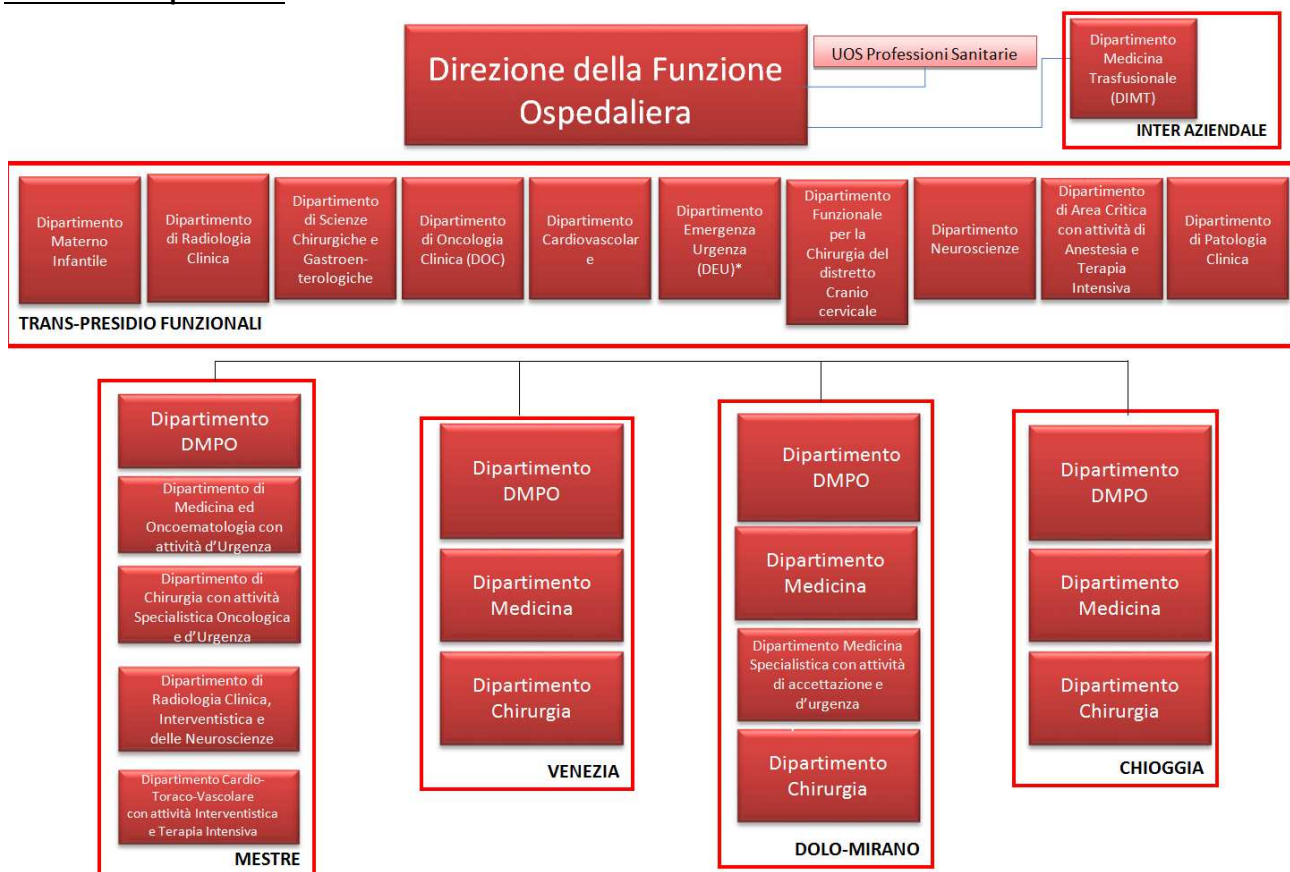 Direzione della Funzione
Ospedaliera
UOS Professioni Sanitarie
Dipartimento
Medicina
Trasfusionale
(DIMT)
INTER AZIENDALE
Dipartimento
Materno
Infantile
Dipartimento
di Radiologia
Clinica
Dipartimento
di Scienze
Chirurgiche e
Gastroen-
terologiche
Dipartimento
di Oncologia
Clinica (DOC)
Dipartimento
Cardiovascolar
e
Dipartimento
Emergenza
Urgenza
(DEU)*
Dipartimento
Funzionale
per la
Chirurgia del
distretto
Cranio
cervicale
Dipartimento
Neuroscienze
Dipartimento
di Area Critica
con attività di
Anestesia e
Terapia
Intensiva
Dipartimento
di Patologia
Clinica
TRANS-PRESIDIO FUNZIONALI
Dipartimento
DMPO
Dipartimento di
Medicina ed
Oncoematologia con
attività d'Urgenza
Dipartimento di
Chirurgia con attività
Specialistica Oncologica
e d'Urgenza
Dipartimento di
Radiologia Clinica,
Interventistica e
delle Neuroscienze
Dipartimento Cardio-
Toraco-Vascolare
con attività Interventistica
e Terapia Intensiva
MESTRE
Dipartimento
DMPO
Dipartimento
Medicina
Dipartimento
Chirurgia
VENEZIA
Dipartimento
DMPO
Dipartimento
Medicina
Dipartimento Medicina
Specialistica con attività
di accettazione e
d'urgenza
Dipartimento
Chirurgia
DOLO-MIRANO
Dipartimento
DMPO
Dipartimento
Medicina
Dipartimento
Chirurgia
CHIOGGIA